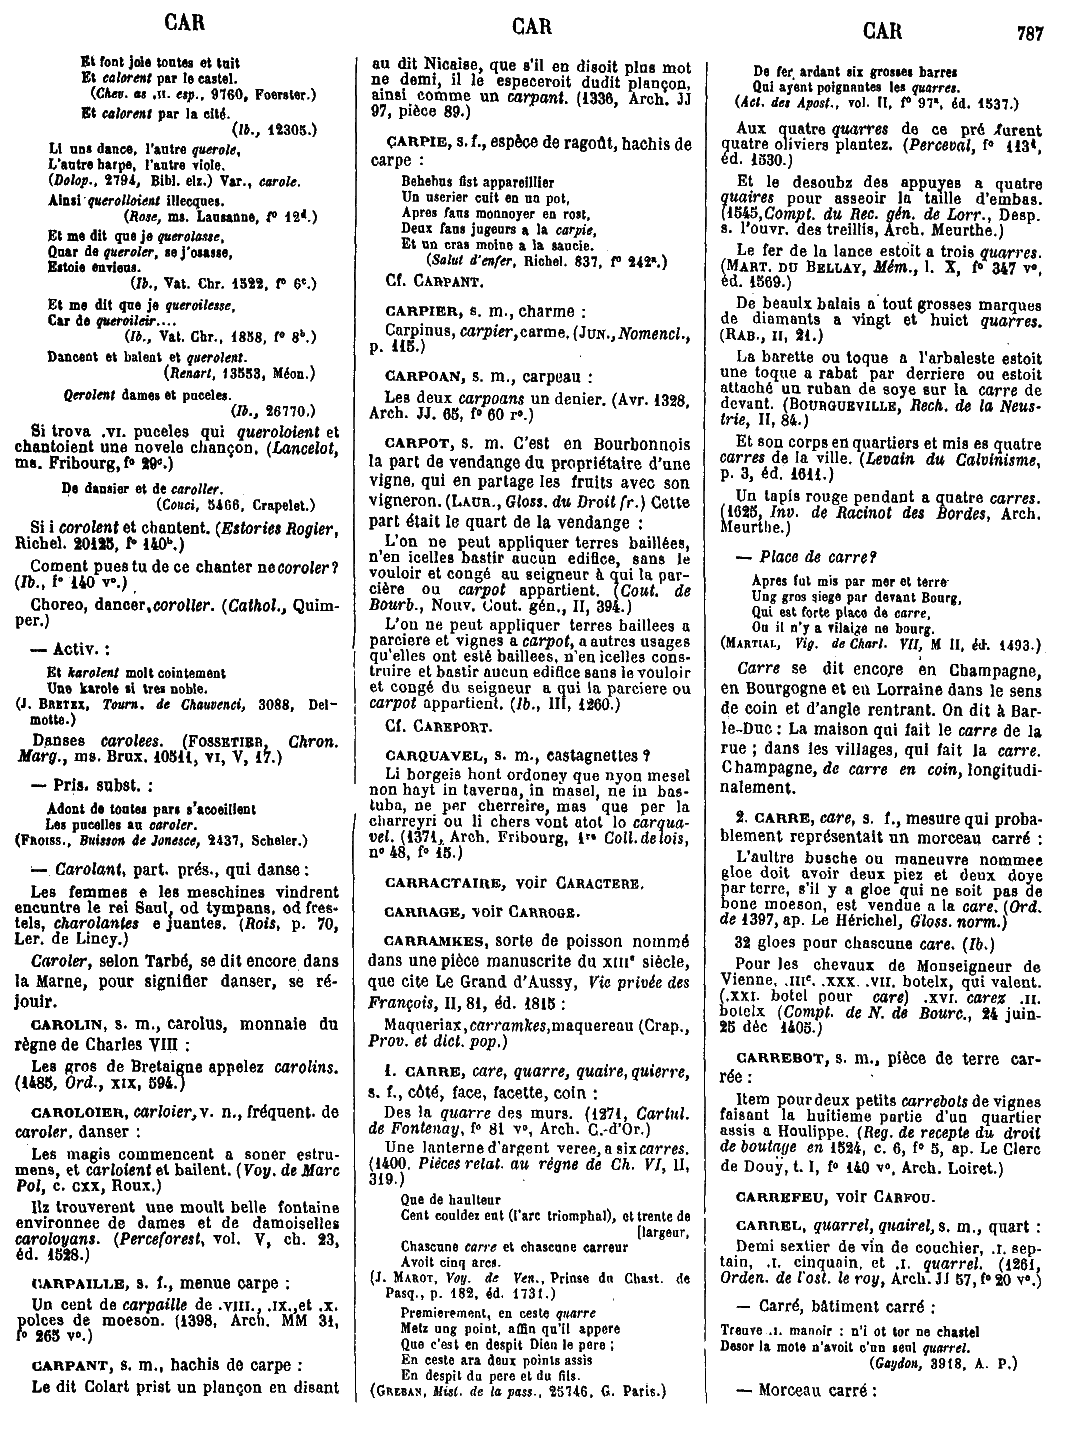 CAR
CAR
CAR
787
Et font joie toutes et tuit
Et calorent par le castel.
(Chev. as .II. esp., 9760, Foerster.)
Et calorent par la cité.
(Ib., 12305.)
Li uns dance, l'autre querole,
L'autre harpe, l'autre viole.
(Dolop., 2794, Bibl. elz.) Var., carole.
Ainsi querolloient illecques.
(Rose, ms. Lausanne, f° 12d.)
Et me dit que je querolasse,
Quar de queroler, se j'osasse,
Estoie envieus.
(Ib., Vat. Chr. 1522, f° 6c.)
Et me dit que je queroilesse,
Car de queroileir....
(Ib., Vat. Chr., 1858, f° 8b.)
Dancent et balent et querolent.
(Renart, 13553, Méon.)
Qerolent dames et puceles.
(Ib., 26770.)
Si trova .VI. puceles qui queroloient et
chantoient une novele chançon. (Lancelot,
ms. Fribourg, f° 29c.)
De dansier et de caroller.
(Couci, 5466, Crapelet.)
Si i corolent et chantent. (Estories Rogier,
Richel. 20125, f° 140b.)
Coment pues tu de ce chanter ne coroler?
(Ib., f° 140 v°.)
Choreo, dancer, coroller. (Cathol., Quim-
per.)
— Activ. :
Et karolent molt cointement
Une karole si tres noble.
(J. BRETEX, Tourn. de Chauvenci, 3088, Del-
motte.)
Danses carolees. (FOSSETIER, Chron.
Marg., ms. Brux. 10511, VI, V, 17.)
— Pris. subst. :
Adont de toutes pars s'acoeillent
Les pucelles au caroler.
(FROISS., Buisson de Jonesce, 2437, Scheler.)
— Carolant, part. prés., qui danse :
Les femmes e les meschines vindrent
encuntre le rei Saul, od tympans, od fres-
tels, charolantes e juantes. (Rois, p. 70,
Ler. de Lincy.)
Caroler, selon Tarbé, se dit encore dans
la Marne, pour signifier danser, se ré-
jouir.
CAROLIN, s. m., carolus, monnaie du
règne de Charles VIII :
Les gros de Bretaigne appelez carolins.
(1485, Ord., XIX, 594.)
CAROLOIER, carloier, v. n., fréquent. de
caroler, danser :
Les magis commencent a soner estru-
mens, et carloient et bailent. (Voy. de Marc
Pol, c. CXX, Roux.)
Ilz trouverent une moult belle fontaine
environnee de dames et de damoiselles
caroloyans. (Perceforest, vol. V, ch. 23,
éd. 1528.)
CARPAILLE, s. f., menue carpe :
Un cent de carpaille de .VIII., .IX., et .X.
polces de moeson. (1398, Arch. MM 31,
f° 265 v°.)
CARPANT, s. m., hachis de carpe :
Le dit Colart prist un plançon en disant
au dit Nicaise, que s'il en disoit plus mot
ne demi, il le especeroit dudit plançon,
ainsi comme un carpant. (1336, Arch. JJ
97, pièce 89.)
CARPIE, s. f., espèce de ragoût, hachis de
carpe :
Behehus fist appareillier
Un userier cuit en un pot,
Apres faus monnoyer en rost,
Deux faus jugeurs a la carpie,
Et un cras moine a la saucie.
(Salut d'enfer, Richel. 837, f° 242a.)
Cf. CARPANT.
CARPIER, s. m., charme :
Carpinus, carpier, carme. (JUN., Nomencl.,
p. 115.)
CARPOAN, s. m., carpeau :
Les deux carpoans un denier. (Avr. 1328,
Arch. JJ. 65, f° 60 r°.)
CARPOT, s. m. C'est en Bourbonnois
la part de vendange du propriétaire d'une
vigne, qui en partage les fruits avec son
vigneron. (LAUR., Gloss. du Droit fr.) Cette
part était le quart de la vendange :
L'on ne peut appliquer terres baillées,
n'en icelles bastir aucun edifice, sans le
vouloir et congé au seigneur à qui la par-
cière ou carpot appartient. (Cout. de
Bourb., Nouv. Cout. gén., II, 394.)
L'on ne peut appliquer terres baillees a
parciere et vignes a carpot, a autres usages
qu'elles ont esté baillees, n'en icelles cons-
truire et bastir aucun edifice sans le vouloir
et congé du seigneur a qui la parciere ou
carpot appartient. (Ib., III, 1260.)
Cf. CAREPORT.
CARQUAVEL, s. m., castagnettes ?
Li borgeis hont ordoney que nyon mesel
non hayt in taverna, in masel, ne in bas-
tuba, ne per cherreire, mas que per la
charreyri ou li chers vont atot lo carqua-
vel. (1371, Arch. Fribourg, 1re Coll. de lois,
n° 48, f° 15.)
CARRACTAIRE, voir CARACTERE.
CARRAGE, voir CARROGE.
CARRAMKES, sorte de poisson nommé
dans une pièce manuscrite du XIIIe siècle,
que cite Le Grand d'Aussy, Vie privée des
François, II, 81, éd. 1815 :
Maqueriax, carramkes, maquereau (Crap.,
Prov. et dict. pop.)
1. CARRE, care, quarre, quaire, quierre,
s. f., côté, face, facette, coin :
Des la quarre des murs. (1271, Cartul.
de Fontenay, f° 81 v°, Arch. C.-d'Or.)
Une lanterne d'argent veree, a six carres.
(1400. Pièces relat. au règne de Ch. VI, II,
319.)
Que de haulteur
Cent couldez ent (l'arc triomphal), et trente de
[largeur,
Chascune carre et chascune carreur
Avoit cinq arcs.
(J. MAROT, Voy. de Ven., Prinse du Chast. de
Pasq., p. 182, éd. 1731.)
Premierement, en ceste quarre
Metz ung point, affin qu'il appere
Que c'est en despit Dieu le pere ;
En ceste ara deux points assis
En despit du pere et du fils.
(GREBAN, Mist. de la pass., 25746, G. Paris.)
De fer ardant six grosses barres
Qui ayent poignantes les quarres.
(Act. des Apost., vol. II, f° 97a, éd. 1537.)
Aux quatre quarres de ce pré furent
quatre oliviers plantez. (Perceval, f° 113d,
éd. 1530.)
Et le desoubz des appuyes a quatre
quaires pour asseoir la taille d'embas.
(1545, Compt. du Rec. gén. de Lorr., Desp.
s. l'ouvr. des treillis, Arch. Meurthe.)
Le fer de la lance estoit a trois quarres.
(MART. DU BELLAY, Mém., l. X, f° 347 v°,
éd. 1569.)
De beaulx balais a tout grosses marques
de diamants a vingt et huict quarres.
(RAB., II, 21.)
La barette ou toque a l'arbaleste estoit
une toque a rabat par derriere ou estoit
attaché un ruban de soye sur la carre de
devant. (BOURGUEVILLE, Rech. de la Neus-
trie, II, 84.)
Et son corps en quartiers et mis es quatre
carres de la ville. (Levain du Calvinisme,
p. 3, éd. 1611.)
Un tapis rouge pendant a quatre carres.
(1625, Inv. de Racinot des Bordes, Arch.
Meurthe.)
— Place de carre?
Apres fut mis par mer et terre
Ung gros siege par devant Bourg,
Qui est forte place de carre,
Ou il n'y a vilaige ne bourg.
(MARTIAL, Vig. de Charl. VII, M II, éd. 1493.)
Carre se dit encore en Champagne,
en Bourgogne et en Lorraine dans le sens
de coin et d'angle rentrant. On dit à Bar-
le-Duc : La maison qui fait le carre de la
rue ; dans les villages, qui fait la carre.
Champagne, de carre en coin, longitudi-
nalement.
2. CARRE, care, s. f., mesure qui proba-
blement représentait un morceau carré :
L'aultre busche ou maneuvre nommee
gloe doit avoir deux piez et deux doye
par terre, s'il y a gloe qui ne soit pas de
bone moeson, est vendue a la care. (Ord.
de 1397, ap. Le Hérichel, Gloss. norm.)
32 gloes pour chascune care. (Ib.)
Pour les chevaux de Monseigneur de
Vienne, .IIIc. .XXX. .VII. botelx, qui valent.
(.XXI. botel pour care) .XVI. carez .II.
botelx (Compt. de N. de Bourc., 24 juin-
25 déc 1405.)
CARREBOT, s. m., pièce de terre car-
rée :
Item pour deux petits carrebots de vignes
faisant la huitieme partie d'un quartier
assis a Houlippe. (Reg. de recepte du droit
de boutage en 1524, c. 6, f° 5, ap. Le Clerc
de Douÿ, t. I, f° 140 v°, Arch. Loiret.)
CARREFEU, voir CARFOU.
CARREL, quarrel, quairel, s. m., quart :
Demi sextier de vin de couchier, .I. sep-
tain, .I. cinquain, et .I. quarrel. (1261,
Orden. de l'ost. le roy, Arch. JJ 57, f° 20 v°.)
— Carré, bâtiment carré :
Treuve .I. manoir : n'i ot tor ne chastel
Desor la mote n'avoit c'un seul quarrel.
(Gaydon, 3918, A. P.)
— Morceau carré :